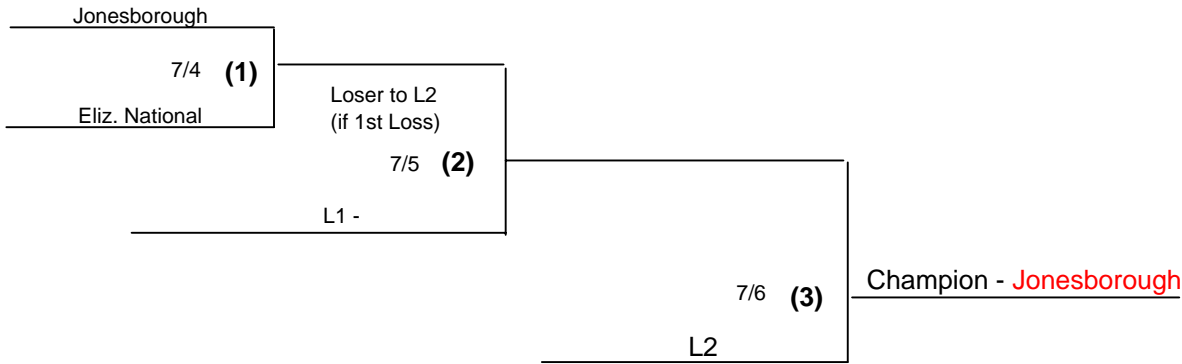 Jonesborough
7/4 (1)
Eliz. National
Loser to L2
(if 1st Loss)
7/5 (2)
L1 -
7/6 (3)
L2
Champion - Jonesborough